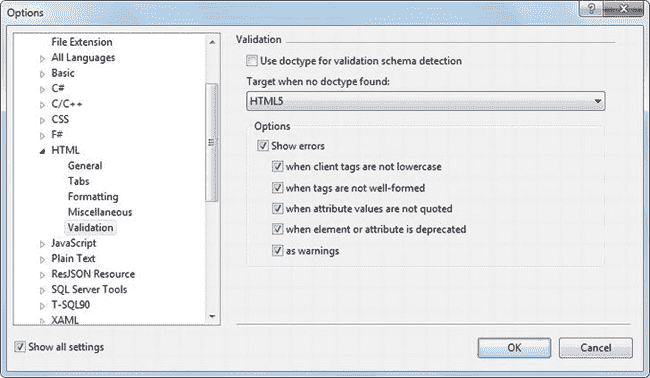 Options
File Extension
All Languages
Basic
C#
C/C++
CSS
F#
HTML
General
Tabs
Formatting
Miscellaneous
Validation
JavaScript
Plain Text
ResJSON Resource
SQL Server Tools
T-SQL90
XAML
Show all settings
Validation
Use doctype for validation schema detection
Target when no doctype found:
HTML5
Options
Show errors
when client tags are not lowercase
when tags are not well-formed
when attribute values are not quoted
when element or attribute is deprecated
as warnings
OK
Cancel